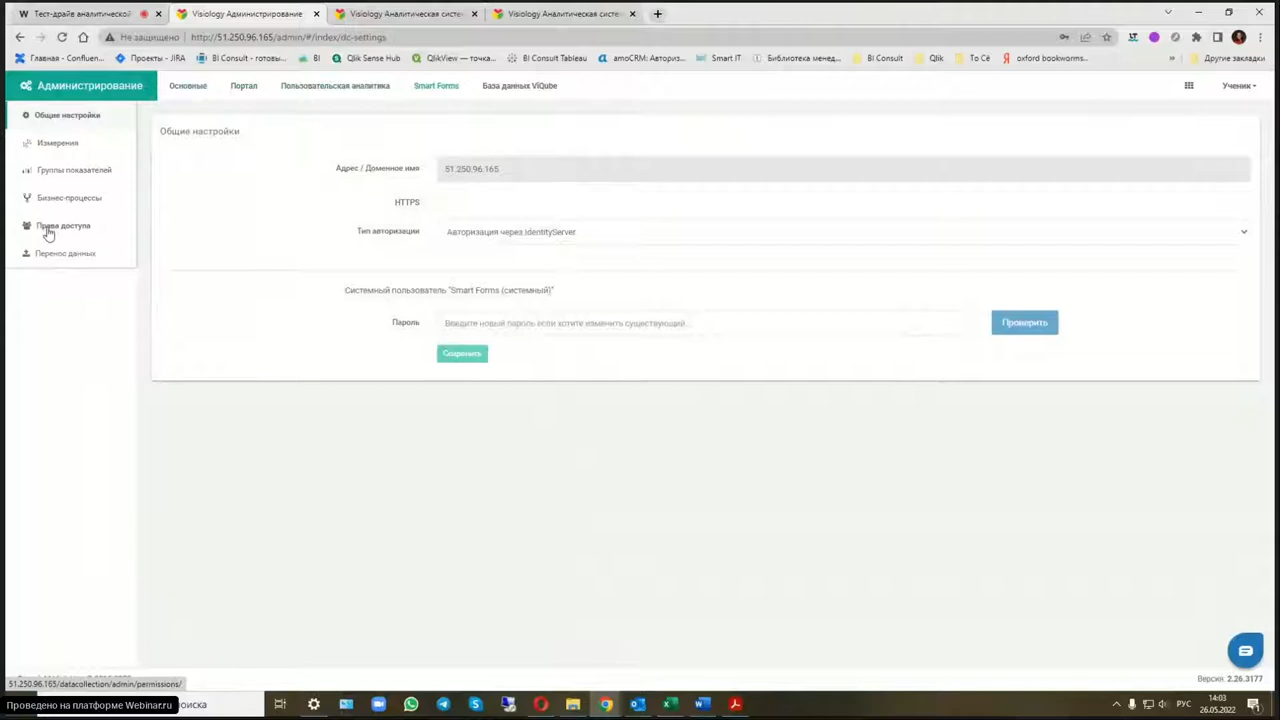 Тест-драйв аналитической
Visiology Администрирование
Visiology Аналитическая систе
Visiology Аналитическая систе
Не защищено
http://51.250.96.165/admin/#/index/dc-settings
Главная – Confluen...
Проекты - JIRA
BI Consult - готовы...
BI
Qlik Sense Hub
QlikView — точка...
BI Consult Tableau
amoCRM: Авториз...
Smart IT
Библиотека менед...
BI Consult
Qlik
То Сё
oxford bookworms...
»
Другие закладки
Администрирование
Основные
Портал
Пользовательская аналитика
Smart Forms
База данных ViQube
Ученик
Общие настройки
Измерения
Группы показателей
Бизнес-процессы
Права доступа
Перенос данных
Общие настройки
Адрес / Доменное имя
51.250.96.165
HTTPS
Тип авторизации
Авторизация через IdentityServer
Системный пользователь "Smart Forms (системный)"
Пароль
Введите новый пароль если хотите изменить существующий...
Проверить
Сохранить
Версия: 2.26.3177
51.250.96.165/datacollection/admin/permissions/
Проведено на платформе Webinar.ru
поиска
РУС
14:03
26.05.2022